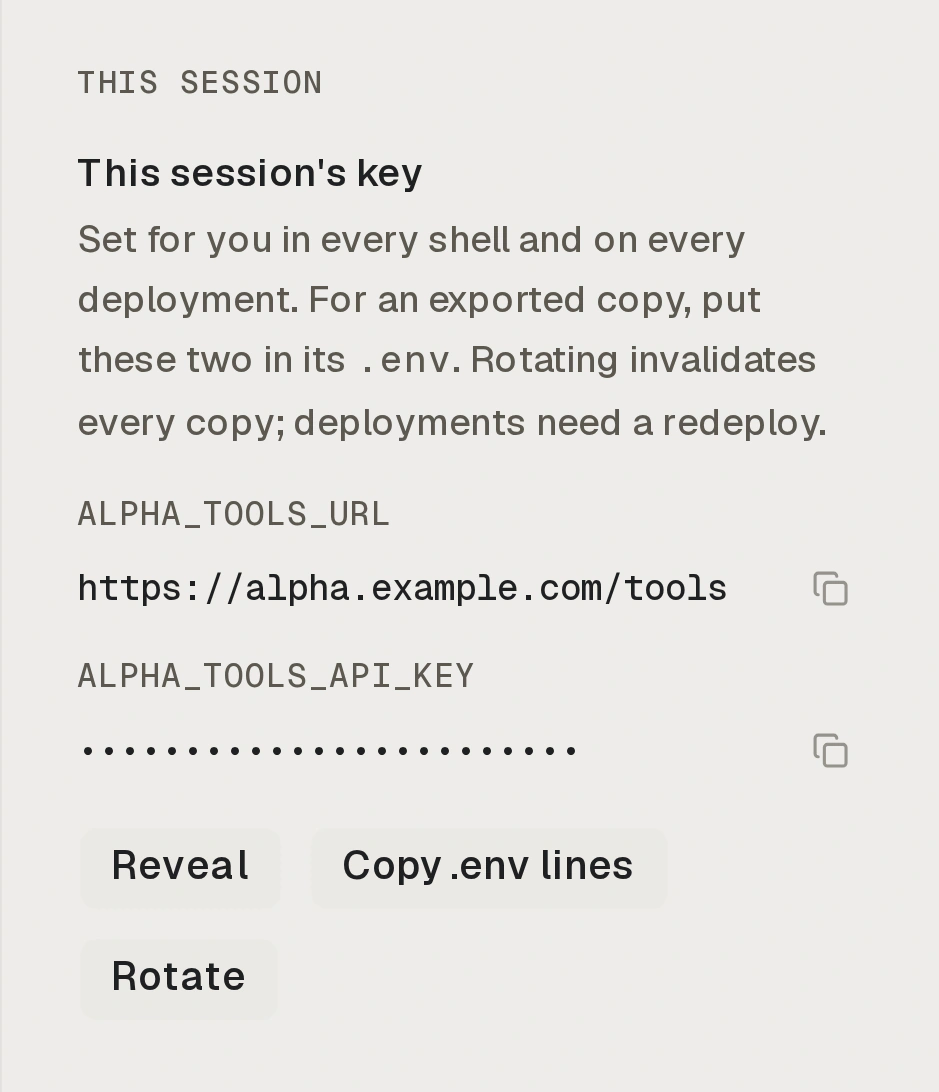 THIS SESSION
This session's key
Set for you in every shell and on every
deployment. For an exported copy, put
these two in its .env. Rotating invalidates
every copy; deployments need a redeploy.
ALPHA_TOOLS_URL
https://alpha.example.com/tools
ALPHA_TOOLS_API_KEY
••••••••••••••••••••••••
Reveal
Copy .env lines
Rotate